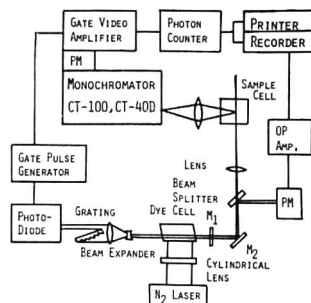 GATE VIDEO
AMPLIFIER
PHOTON
COUNTER
PRINTER
RECORDER
PM
MONOCHROMATOR
CT-100, CT-40D
SAMPLE
CELL
OP
AMP.
GATE PULSE
GENERATOR
LENS
BEAM
SPLITTER
PM
PHOTO-
DIODE
GRATING
DYE CELL
M1
M2
BEAM EXPANDER
CYLINDRICAL
LENS
N2 LASER